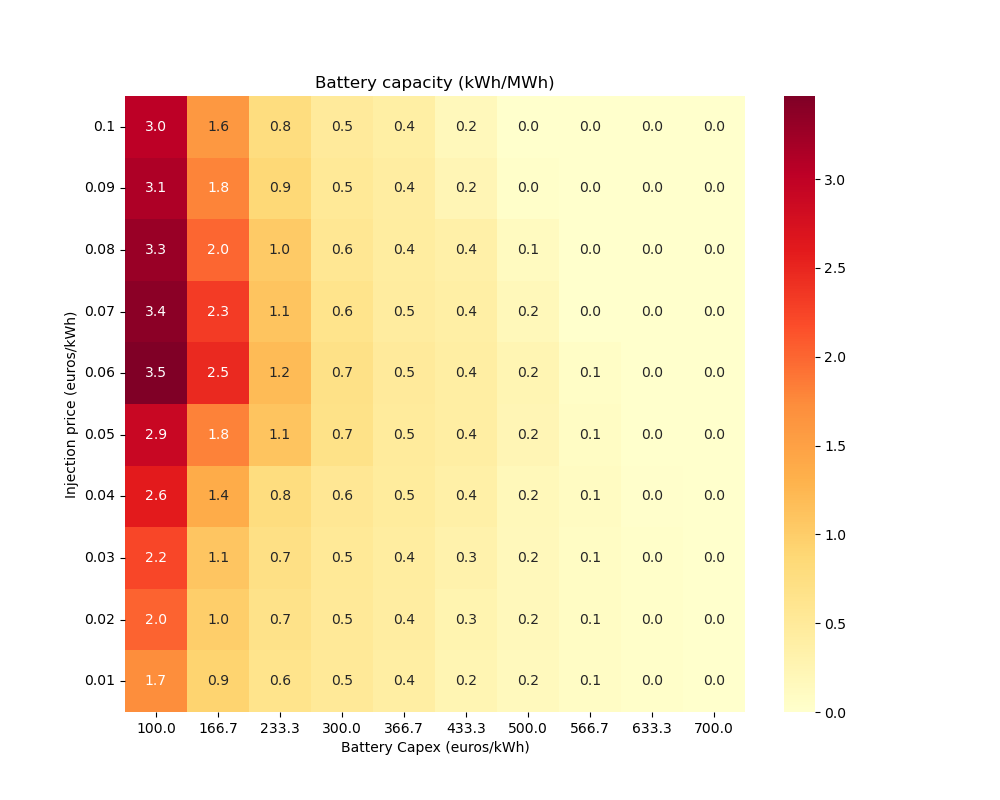 Battery capacity (kWh/MWh)
Injection price (euros/kWh)
0.1 3.0 1.6 0.8 0.5 0.4 0.2 0.0 0.0 0.0 0.0
0.09 3.1 1.8 0.9 0.5 0.4 0.2 0.0 0.0 0.0 0.0
0.08 3.3 2.0 1.0 0.6 0.4 0.4 0.1 0.0 0.0 0.0
0.07 3.4 2.3 1.1 0.6 0.5 0.4 0.2 0.0 0.0 0.0
0.06 3.5 2.5 1.2 0.7 0.5 0.4 0.2 0.1 0.0 0.0
0.05 2.9 1.8 1.1 0.7 0.5 0.4 0.2 0.1 0.0 0.0
0.04 2.6 1.4 0.8 0.6 0.5 0.4 0.2 0.1 0.0 0.0
0.03 2.2 1.1 0.7 0.5 0.4 0.3 0.2 0.1 0.0 0.0
0.02 2.0 1.0 0.7 0.5 0.4 0.3 0.2 0.1 0.0 0.0
0.01 1.7 0.9 0.6 0.5 0.4 0.2 0.2 0.1 0.0 0.0
100.0 166.7 233.3 300.0 366.7 433.3 500.0 566.7 633.3 700.0
Battery Capex (euros/kWh)
3.0
2.5
2.0
1.5
1.0
0.5
0.0